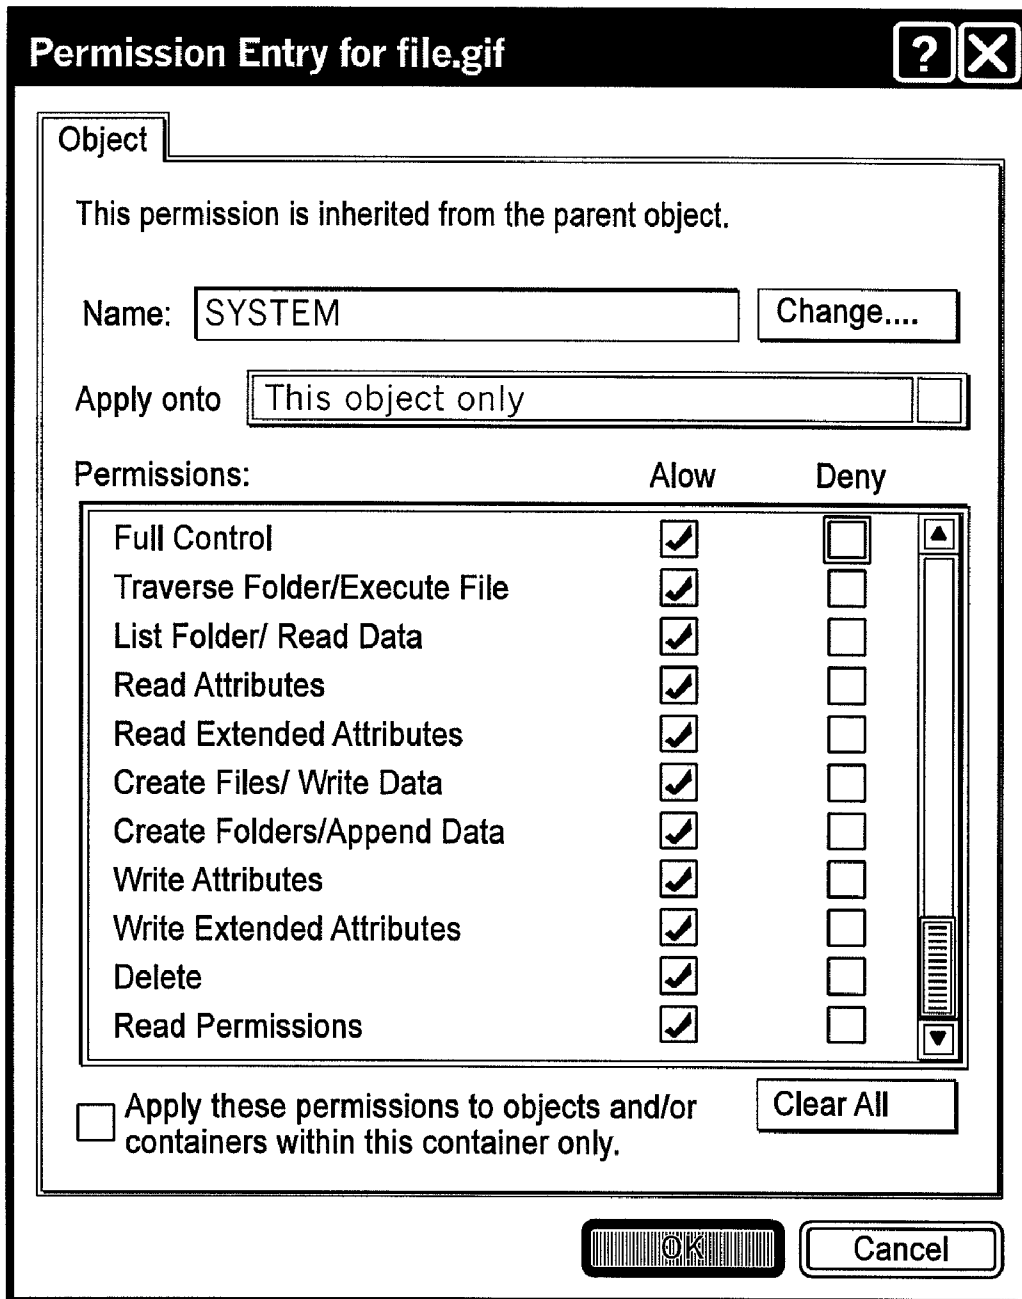 Permission Entry for file.gif ? X
Object
This permission is inherited from the parent object.
Name: SYSTEM Change....
Apply onto This object only
Permissions: Alow Deny
Full Control
Traverse Folder/Execute File
List Folder/ Read Data
Read Attributes
Read Extended Attributes
Create Files/ Write Data
Create Folders/Append Data
Write Attributes
Write Extended Attributes
Delete
Read Permissions
Apply these permissions to objects and/or Clear All
containers within this container only.
OK Cancel